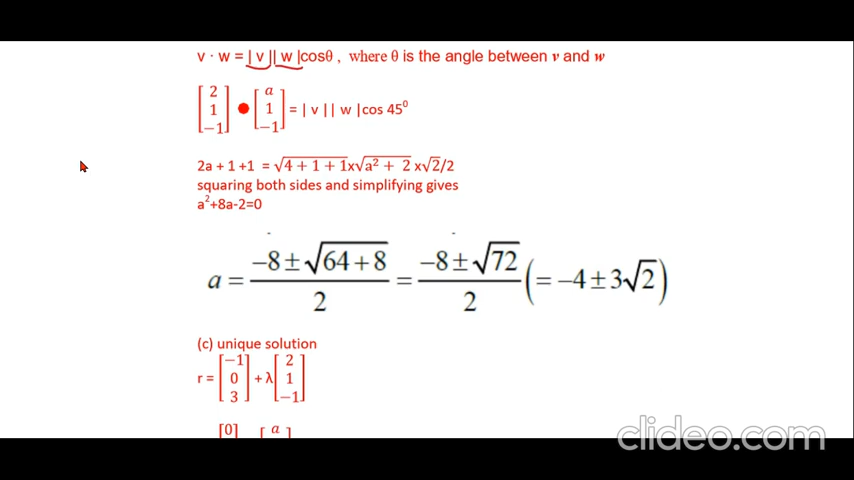 v · w = | v || w |cosθ , where θ is the angle between v and w
[2 1 −1] ● [a 1 −1] = | v || w |cos 45⁰
2a + 1 +1 = √(4 + 1 + 1)x√(a² + 2) x√2/2
squaring both sides and simplifying gives
a²+8a-2=0
a = (−8 ± √(64+8))/2 = (−8 ± √72)/2 (= −4 ± 3√2)
(c) unique solution
r = [−1 0 3] + λ[2 1 −1]
[0] [a]
clideo.com